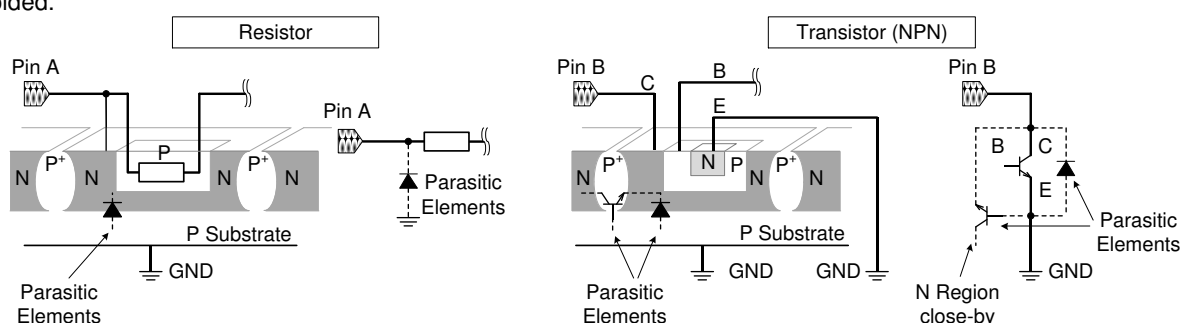 olded.
Resistor
Transistor (NPN)
Pin A
Pin A
P
N P+ N N P+ N
Parasitic
Elements
P Substrate
GND
Parasitic
Elements
Pin B
C
B
E
N P+ N P N P+ N
P Substrate
GND
GND
Parasitic
Elements
Pin B
B
C
E
Parasitic
Elements
GND
N Region
close-by